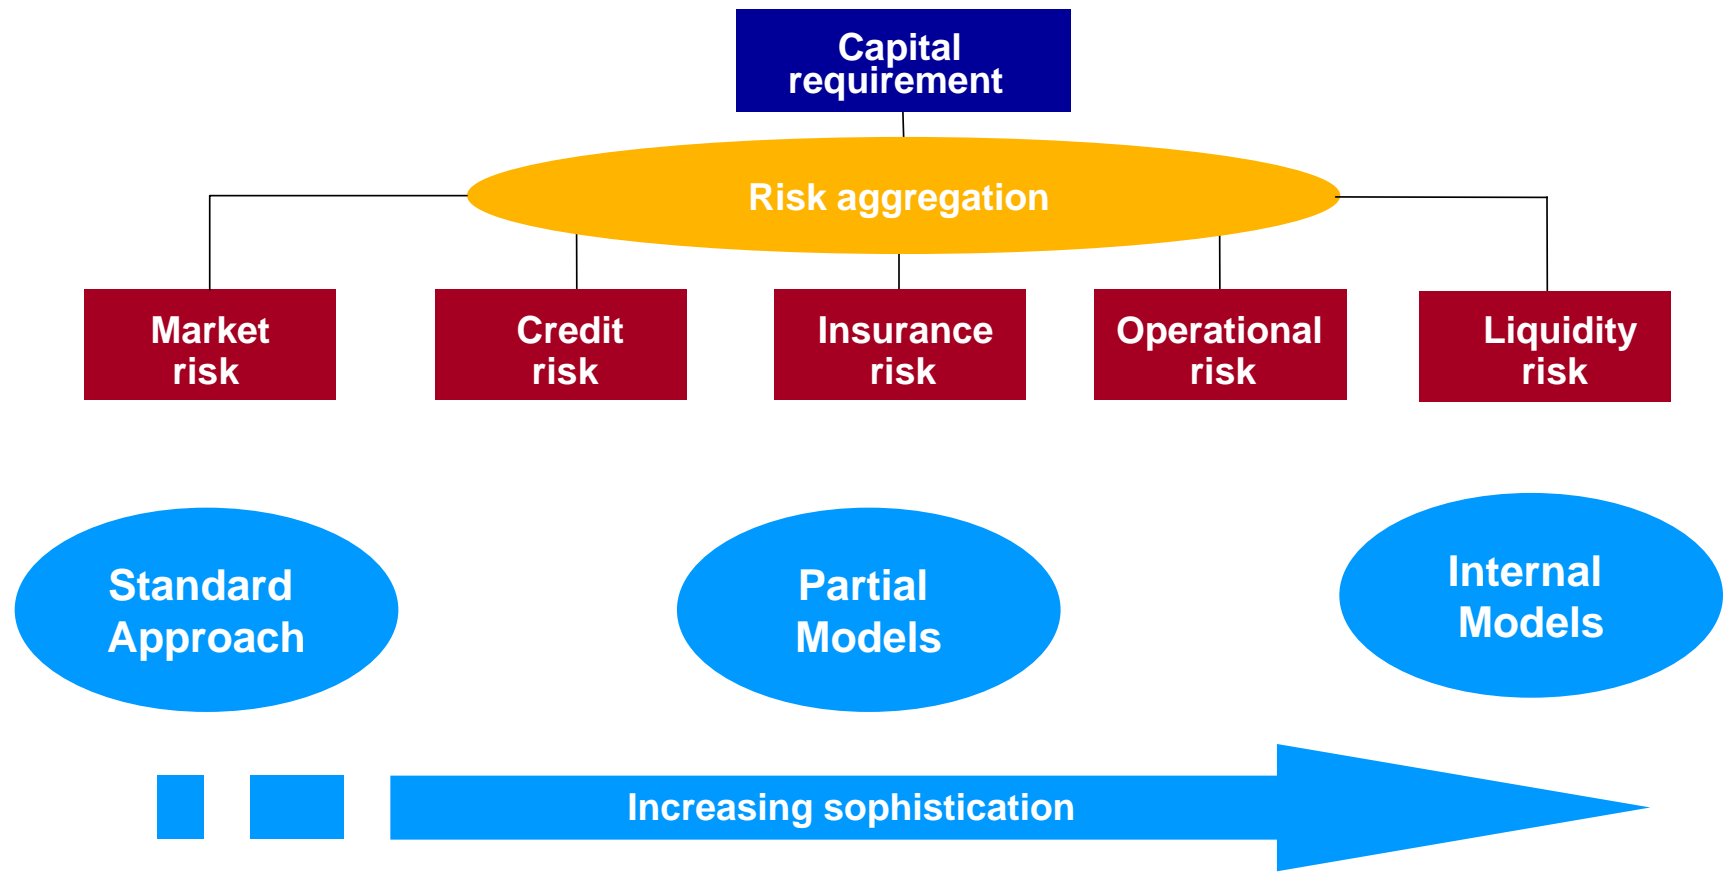 Capital
requirement
Risk aggregation
Market
risk
Credit
risk
Insurance
risk
Operational
risk
Liquidity
risk
Standard
Approach
Partial
Models
Internal
Models
Increasing sophistication